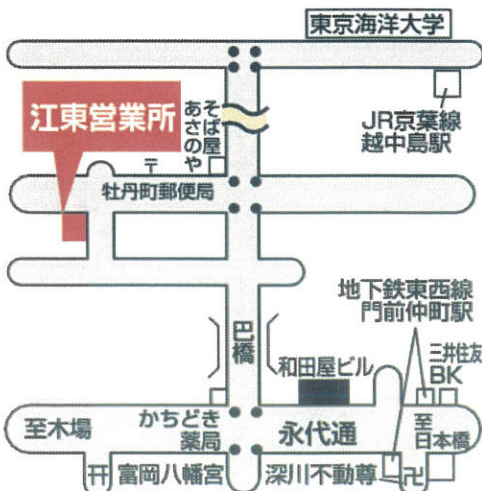 東京海洋大学
江東営業所
そば屋
あさのや
JR京葉線
越中島駅
〒
牡丹町郵便局
地下鉄東西線
門前仲町駅
巴橋
和田屋ビル
三井住友
BK
至木場
かちどき
薬局
永代通
至
日本橋
富岡八幡宮
深川不動尊
卍